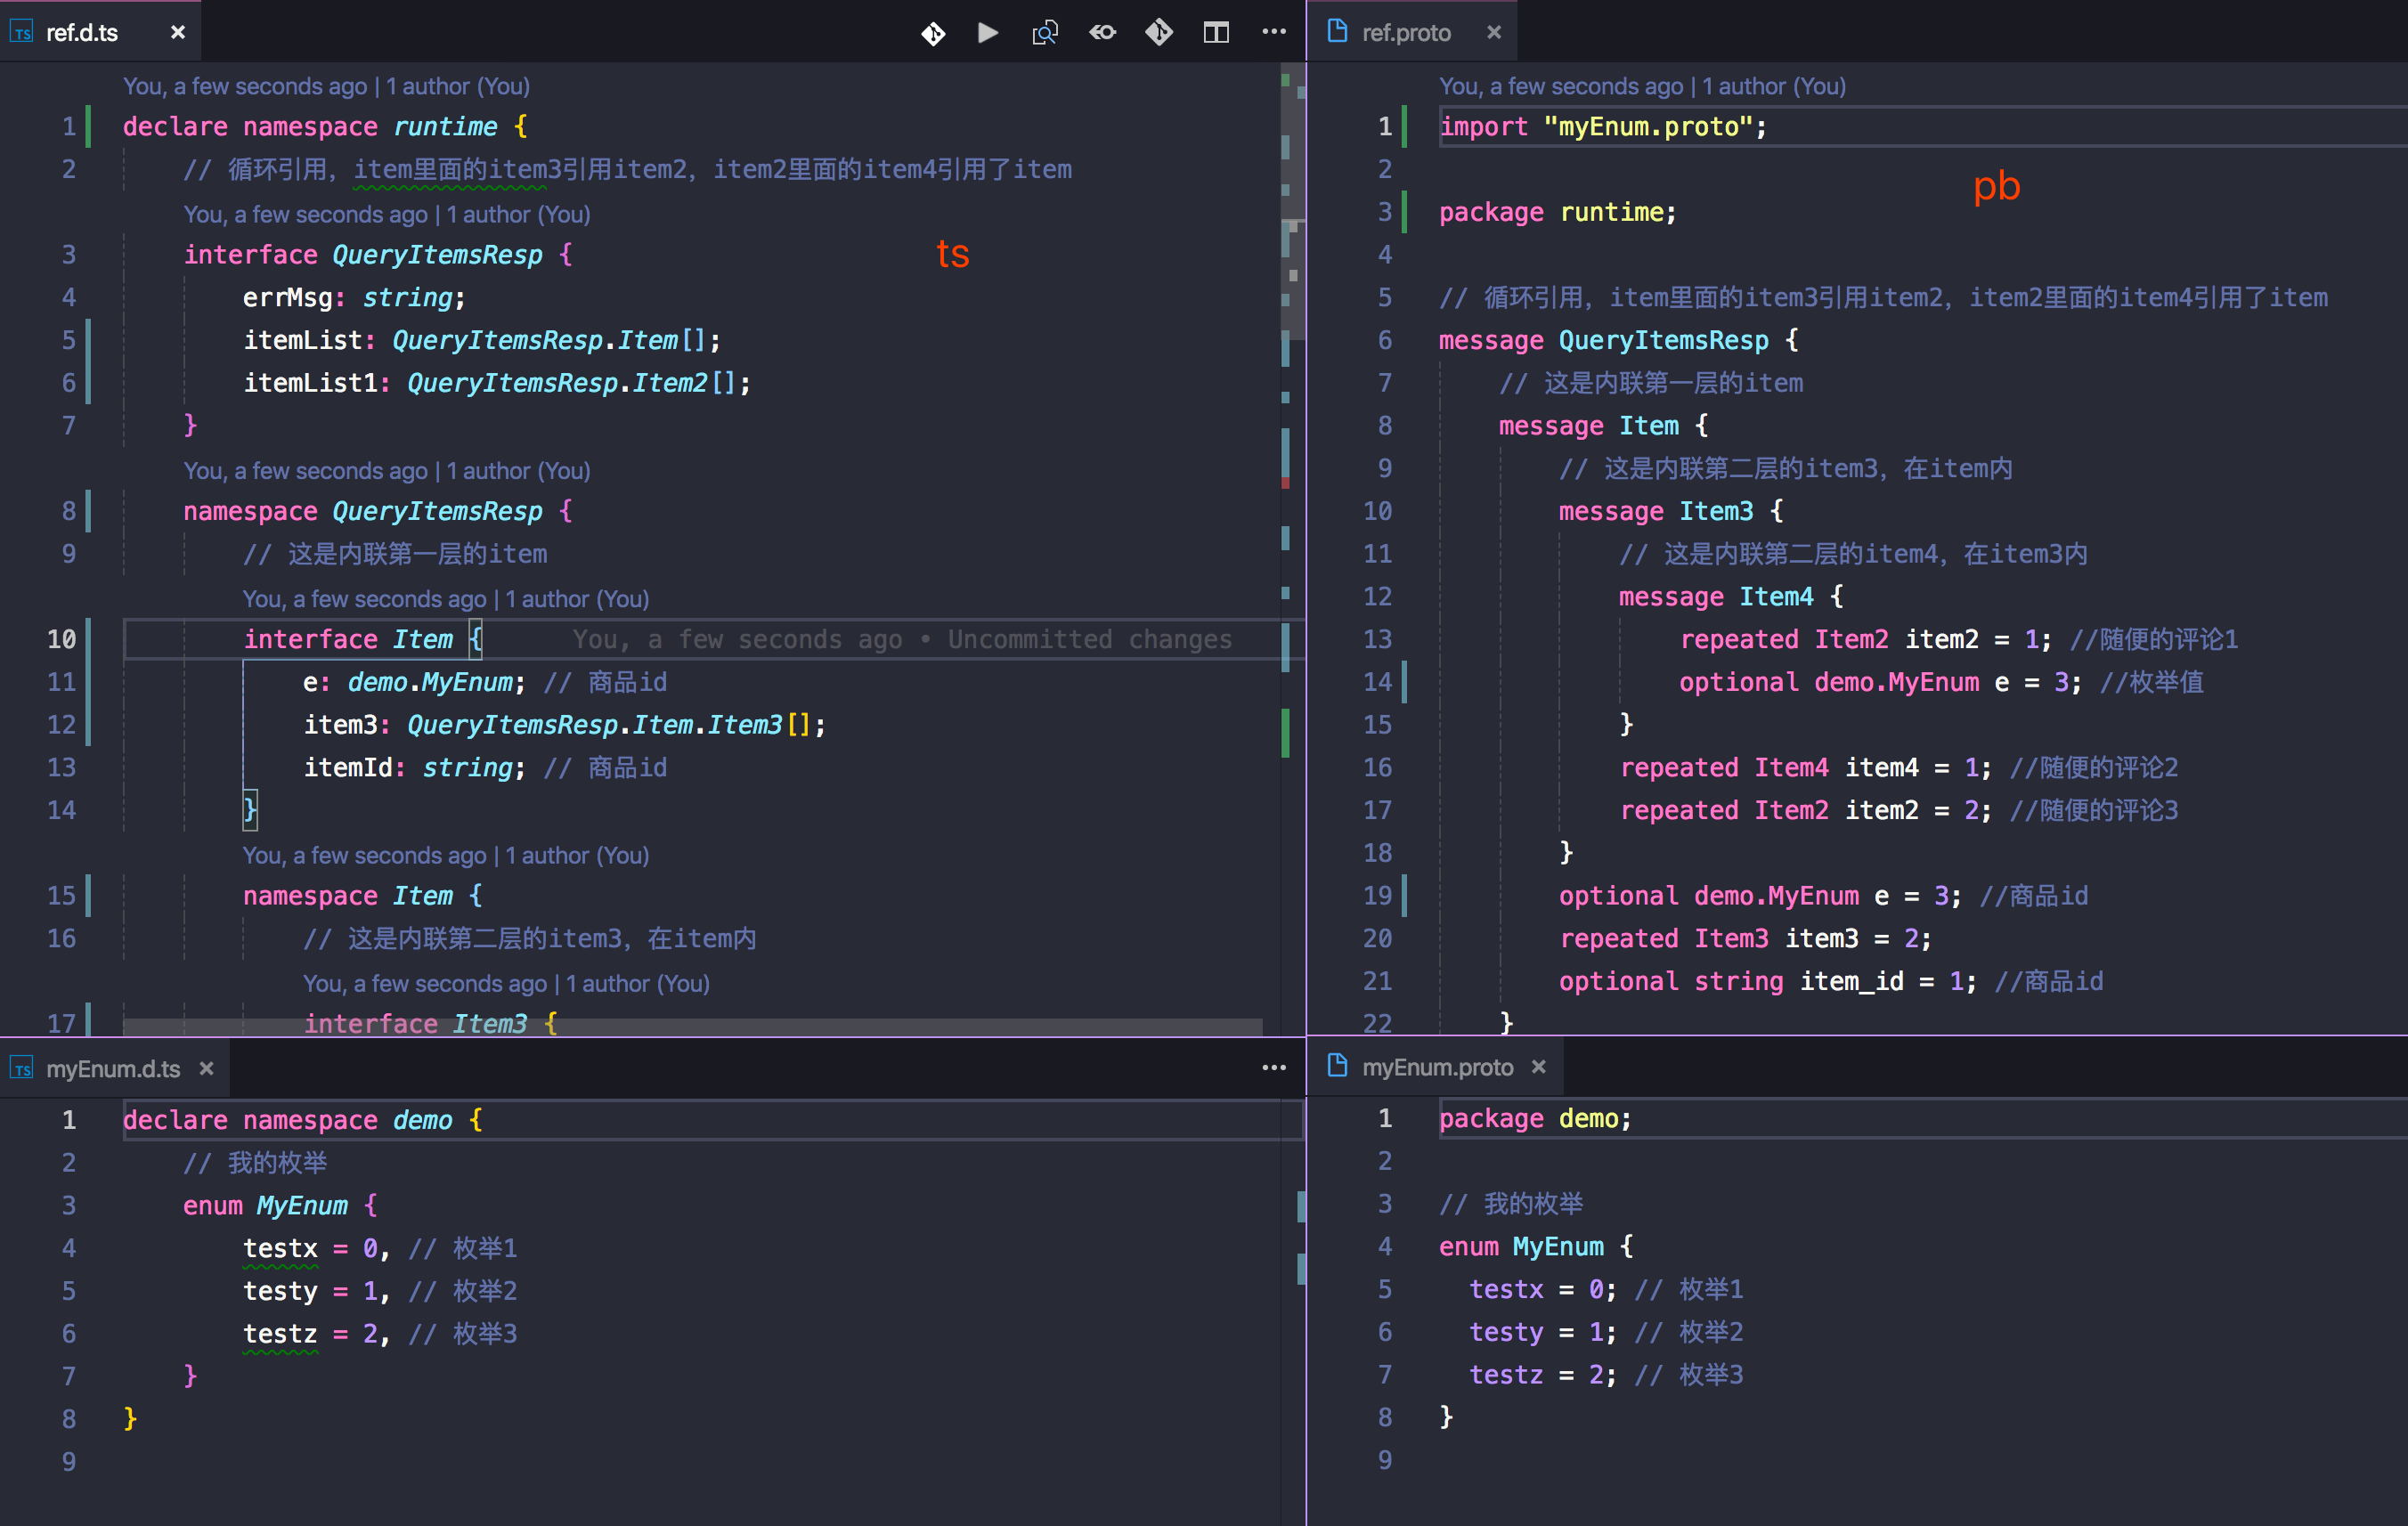 ref.d.ts
You, a few seconds ago | 1 author (You)
1 declare namespace runtime {
2 // 循环引用，item里面的item3引用item2，item2里面的item4引用了item
You, a few seconds ago | 1 author (You)
ts
3 interface QueryItemsResp {
4 errMsg: string;
5 itemList: QueryItemsResp.Item[];
6 itemList1: QueryItemsResp.Item2[];
7 }
You, a few seconds ago | 1 author (You)
8 namespace QueryItemsResp {
9 // 这是内联第一层的item
You, a few seconds ago | 1 author (You)
10 interface Item { You, a few seconds ago • Uncommitted changes
11 e: demo.MyEnum; // 商品id
12 item3: QueryItemsResp.Item.Item3[];
13 itemId: string; // 商品id
14 }
You, a few seconds ago | 1 author (You)
15 namespace Item {
16 // 这是内联第二层的item3，在item内
You, a few seconds ago | 1 author (You)
17 interface Item3 {
ref.proto
You, a few seconds ago | 1 author (You)
1 import "myEnum.proto";
2
pb
3 package runtime;
4
5 // 循环引用，item里面的item3引用item2，item2里面的item4引用了item
6 message QueryItemsResp {
7 // 这是内联第一层的item
8 message Item {
9 // 这是内联第二层的item3，在item内
10 message Item3 {
11 // 这是内联第二层的item4，在item3内
12 message Item4 {
13 repeated Item2 item2 = 1; //随便的评论1
14 optional demo.MyEnum e = 3; //枚举值
15 }
16 repeated Item4 item4 = 1; //随便的评论2
17 repeated Item2 item2 = 2; //随便的评论3
18 }
19 optional demo.MyEnum e = 3; //商品id
20 repeated Item3 item3 = 2;
21 optional string item_id = 1; //商品id
22 }
TS myEnum.d.ts
1 declare namespace demo {
2 // 我的枚举
3 enum MyEnum {
4 testx = 0, // 枚举1
5 testy = 1, // 枚举2
6 testz = 2, // 枚举3
7 }
8 }
9
myEnum.proto
1 package demo;
2
3 // 我的枚举
4 enum MyEnum {
5 testx = 0; // 枚举1
6 testy = 1; // 枚举2
7 testz = 2; // 枚举3
8 }
9